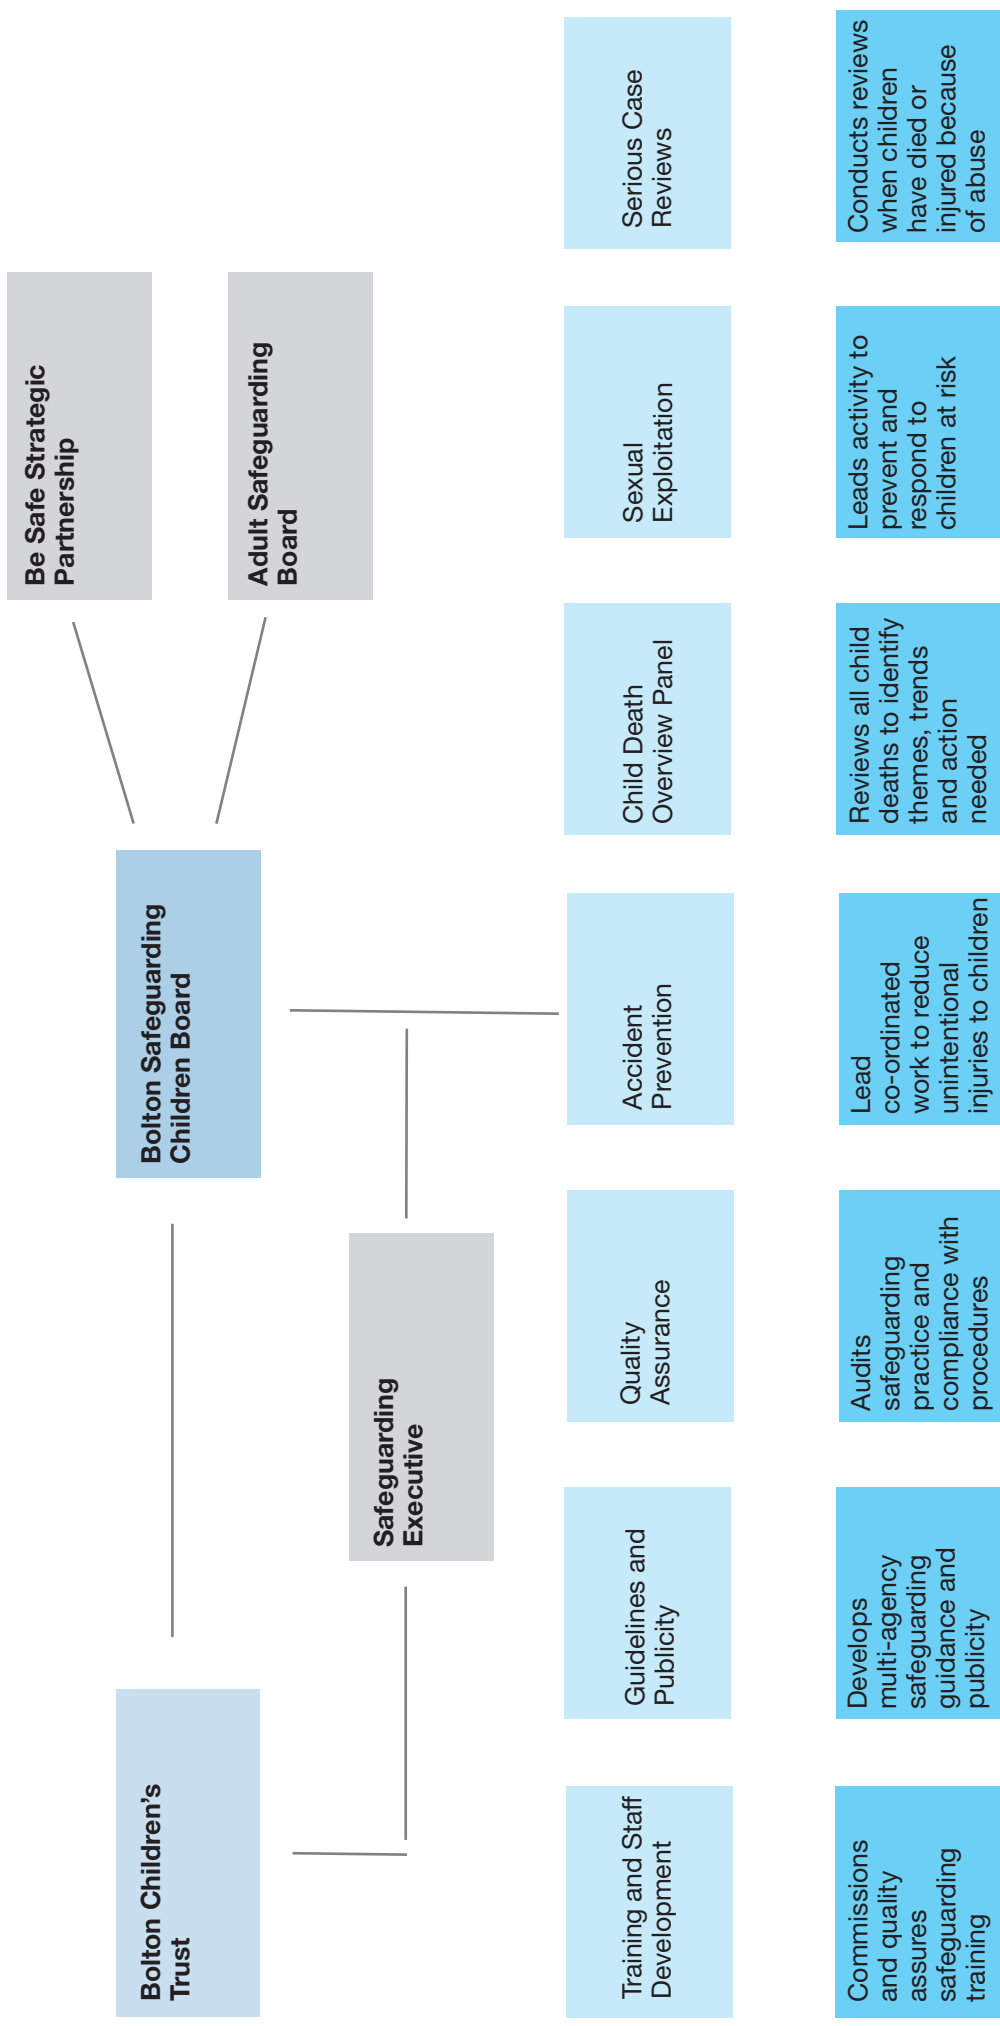 Be Safe Strategic
Partnership
Bolton Children’s
Trust
Bolton Safeguarding
Children Board
Adult Safeguarding
Board
Safeguarding
Executive
Training and Staff
Development
Guidelines and
Publicity
Quality
Assurance
Accident
Prevention
Child Death
Overview Panel
Sexual
Exploitation
Serious Case
Reviews
Commissions
and quality
assures
safeguarding
training
Develops
multi-agency
safeguarding
guidance and
publicity
Audits
safeguarding
practice and
compliance with
procedures
Lead
co-ordinated
work to reduce
unintentional
injuries to children
Reviews all child
deaths to identify
themes, trends
and action
needed
Leads activity to
prevent and
respond to
children at risk
Conducts reviews
when children
have died or
injured because
of abuse